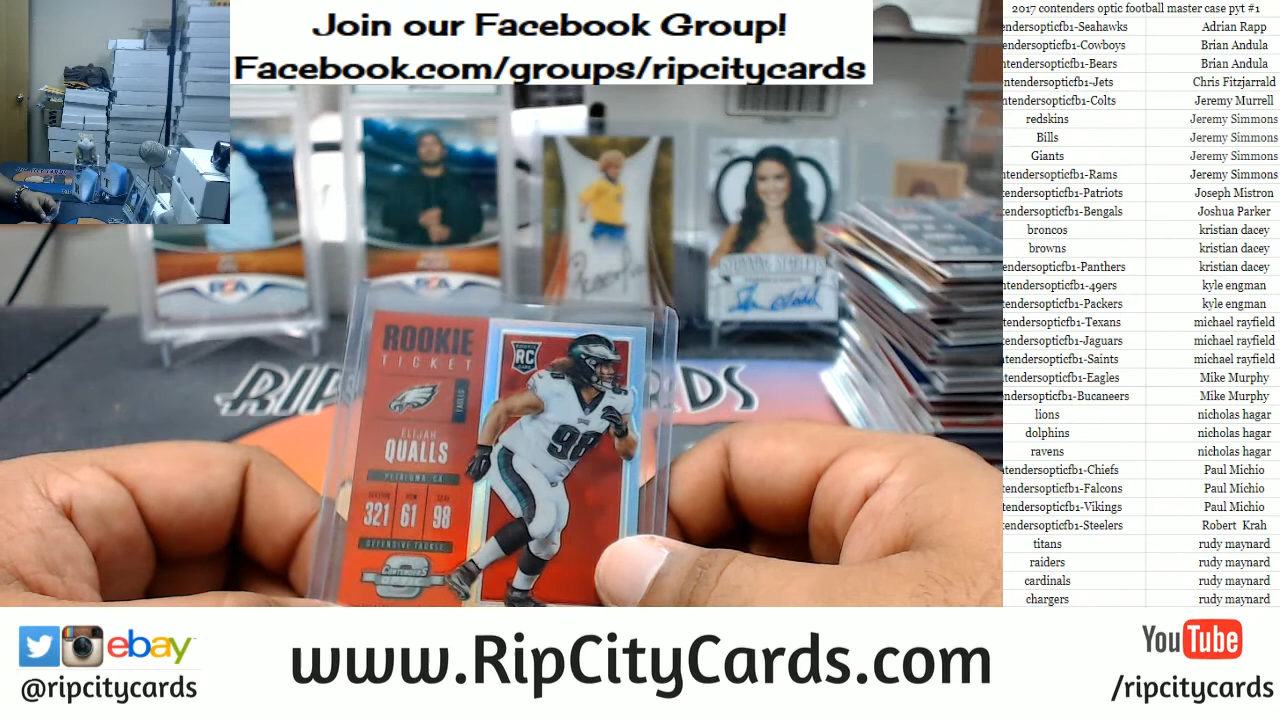 Join our Facebook Group!
Facebook.com/groups/ripcitycards
2017 contenders optic football master case pyt #1
endersopticfb1-Seahawks Adrian Rapp
ntendersopticfb1-Cowboys Brian Andula
ntendersopticfb1-Bears Brian Andula
ntendersopticfb1-Jets Chris Fitzjarrald
ntendersopticfb1-Colts Jeremy Murrell
redskins Jeremy Simmons
Bills Jeremy Simmons
Giants Jeremy Simmons
ntendersopticfb1-Rams Jeremy Simmons
tendersopticfb1-Patriots Joseph Mistron
tendersopticfb1-Bengals Joshua Parker
broncos kristian dacey
browns kristian dacey
endersopticfb1-Panthers kristian dacey
tendersopticfb1-49ers kyle engman
tendersopticfb1-Packers kyle engman
tendersopticfb1-Texans michael rayfield
tendersopticfb1-Jaguars michael rayfield
tendersopticfb1-Saints michael rayfield
tendersopticfb1-Eagles Mike Murphy
endersopticfb1-Bucaneers Mike Murphy
lions nicholas hagar
dolphins nicholas hagar
ravens nicholas hagar
ntendersopticfb1-Chiefs Paul Michio
tendersopticfb1-Falcons Paul Michio
tendersopticfb1-Vikings Paul Michio
tendersopticfb1-Steelers Robert Krah
titans rudy maynard
raiders rudy maynard
cardinals rudy maynard
chargers rudy maynard
ROOKIE
TICKET
RC
EAGLES
ELIJAH
QUALLS
PETALUMA, CA
SECTION ROW SEAT
321 61 98
DEFENSIVE TACKLE
CONTENDERS
OPTIC
98
RIP RDS
ebay
@ripcitycards
www.RipCityCards.com
YouTube
/ripcitycards